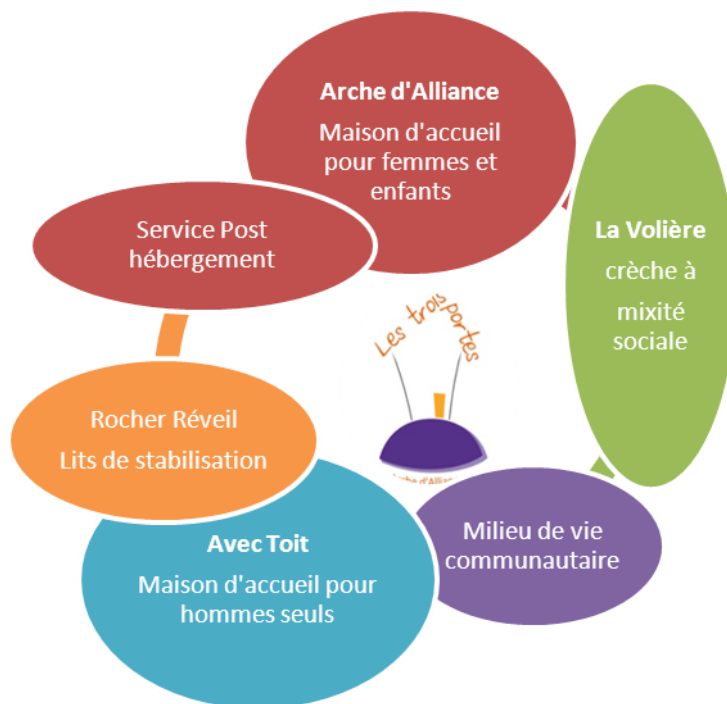 Arche d'Alliance
Maison d'accueil
pour femmes et
enfants
La Volière
crèche à
mixité
sociale
Service Post
hébergement
Les trois portes
Rocher Réveil
Lits de stabilisation
Milieu de vie
communautaire
Avec Toit
Maison d'accueil pour
hommes seuls